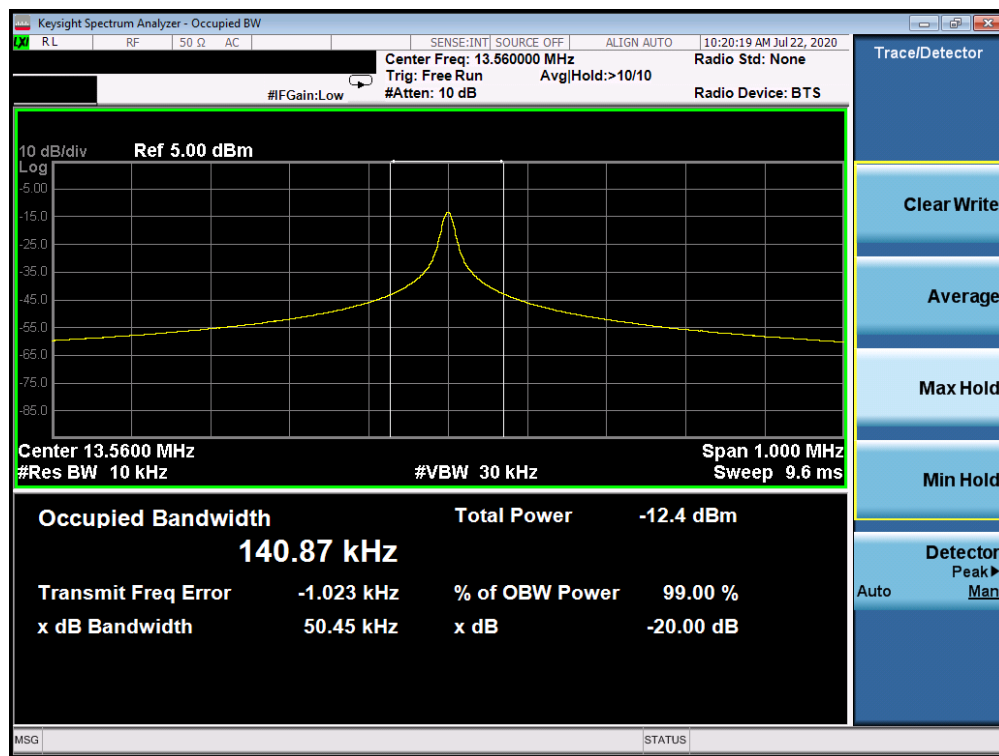 Keysight Spectrum Analyzer - Occupied BW
LXI RL RF 50 Ω AC SENSE:INT SOURCE OFF ALIGN AUTO 10:20:19 AM Jul 22, 2020
Center Freq: 13.560000 MHz Radio Std: None
Trig: Free Run Avg|Hold:>10/10
#IFGain:Low #Atten: 10 dB Radio Device: BTS
10 dB/div Ref 5.00 dBm
Log
-5.00
-15.0
-25.0
-35.0
-45.0
-55.0
-65.0
-75.0
-85.0
Center 13.5600 MHz Span 1.000 MHz
#Res BW 10 kHz #VBW 30 kHz Sweep 9.6 ms
Occupied Bandwidth Total Power -12.4 dBm
140.87 kHz
Transmit Freq Error -1.023 kHz % of OBW Power 99.00 %
x dB Bandwidth 50.45 kHz x dB -20.00 dB
MSG STATUS
Trace/Detector
Clear Write
Average
Max Hold
Min Hold
Detector
Peak▶
Auto Man